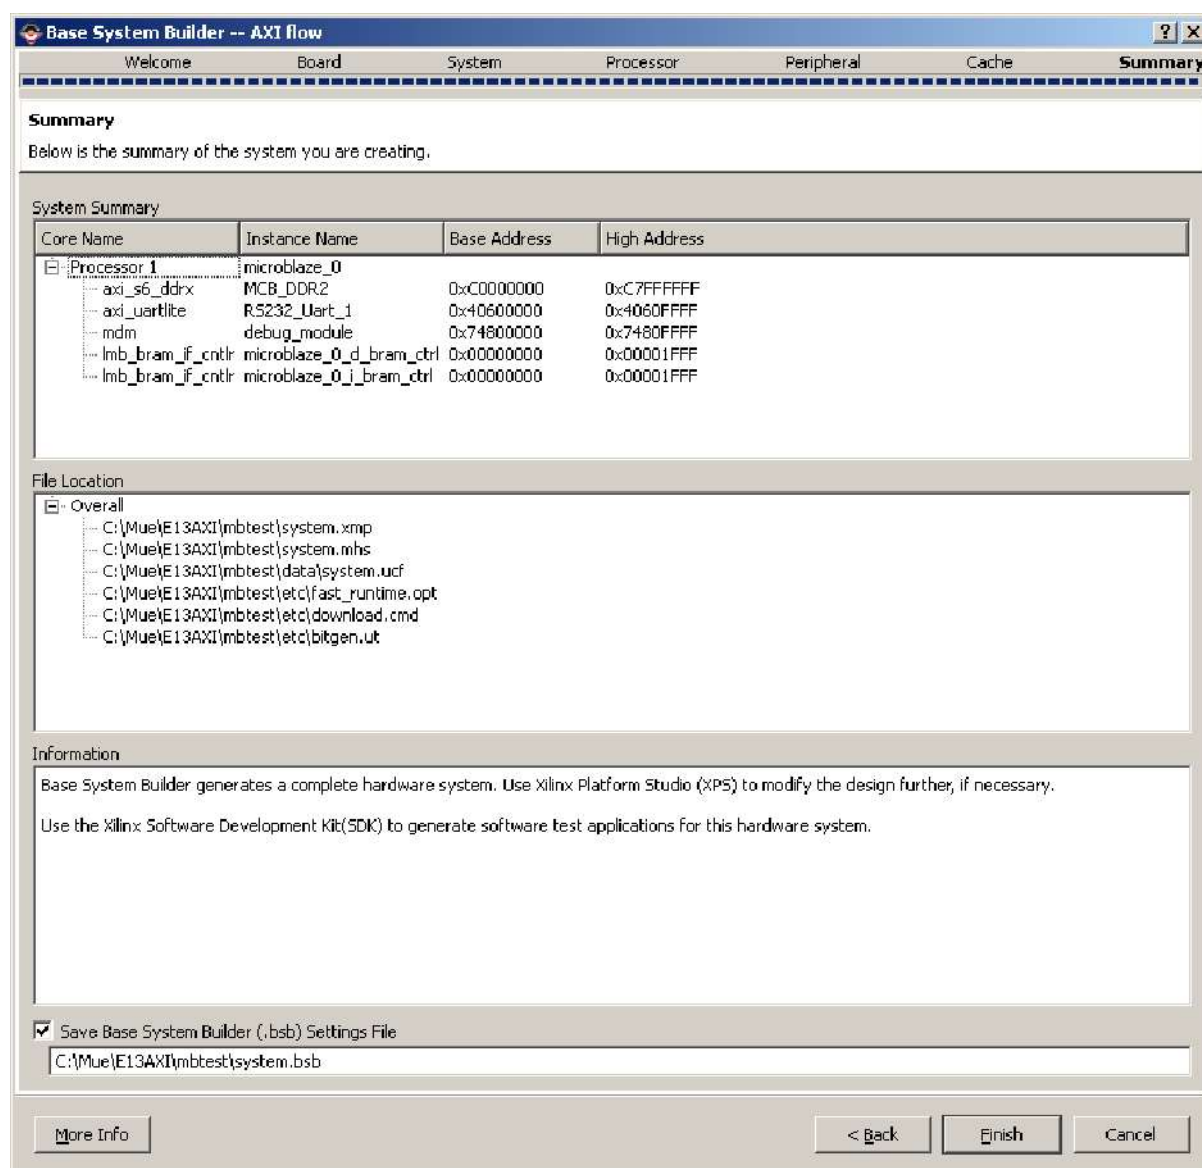 Base System Builder -- AXI flow
Welcome Board System Processor Peripheral Cache Summary
Summary
Below is the summary of the system you are creating.
System Summary
Core Name Instance Name Base Address High Address
Processor 1 microblaze_0
axi_s6_ddrx MCB_DDR2 0xC0000000 0xC7FFFFFF
axi_uartlite RS232_Uart_1 0x40600000 0x4060FFFF
mdm debug_module 0x74800000 0x7480FFFF
lmb_bram_if_cntlr microblaze_0_d_bram_ctrl 0x00000000 0x00001FFF
lmb_bram_if_cntlr microblaze_0_i_bram_ctrl 0x00000000 0x00001FFF
File Location
Overall
C:\Mue\E13AXI\mbtest\system.xmp
C:\Mue\E13AXI\mbtest\system.mhs
C:\Mue\E13AXI\mbtest\data\system.ucf
C:\Mue\E13AXI\mbtest\etc\fast_runtime.opt
C:\Mue\E13AXI\mbtest\etc\download.cmd
C:\Mue\E13AXI\mbtest\etc\bitgen.ut
Information
Base System Builder generates a complete hardware system. Use Xilinx Platform Studio (XPS) to modify the design further, if necessary.
Use the Xilinx Software Development Kit(SDK) to generate software test applications for this hardware system.
Save Base System Builder (.bsb) Settings File
C:\Mue\E13AXI\mbtest\system.bsb
More Info < Back Finish Cancel